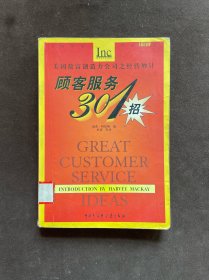 Inc
美国最富创造力公司之经营妙计
顾客服务
301招
GREAT
CUSTOMER
SERVICE
INTRODUCTION BY HARVEY MACKAY
IDEAS